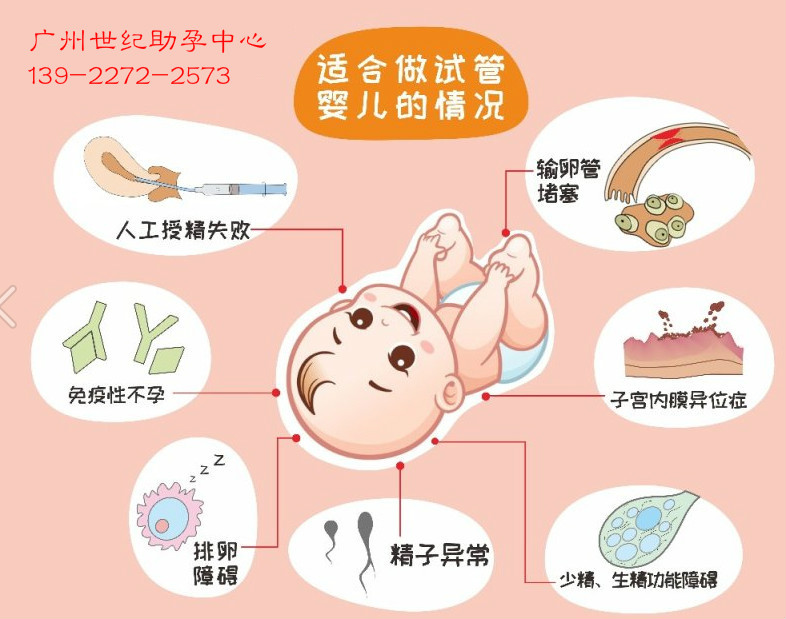 广州世纪助孕中心
139-2272-2573
适合做试管
婴儿的情况
人工授精失败
输卵管
堵塞
免疫性不孕
子宫内膜异位症
z z z
排卵
障碍
精子异常
少精、生精功能障碍